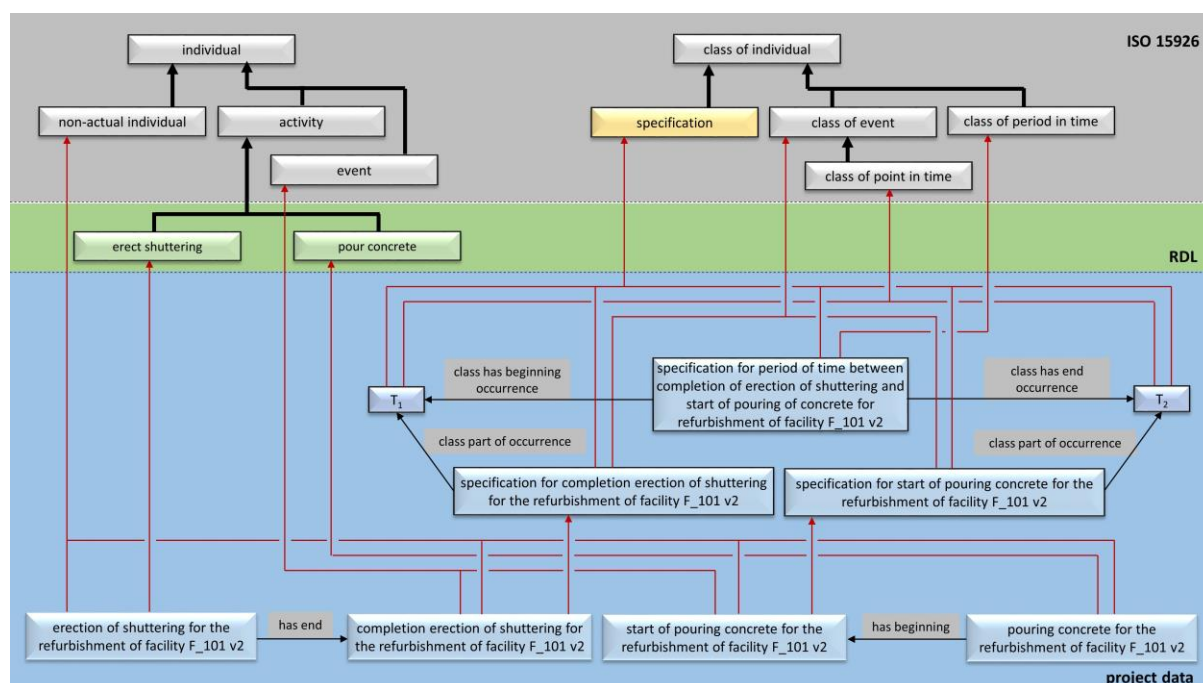 ISO 15926
individual
class of individual
non-actual individual
activity
specification
class of event
class of period in time
event
class of point in time
erect shuttering
pour concrete
RDL
class has beginning
occurrence
specification for period of time between
completion of erection of shuttering and
start of pouring of concrete for
refurbishment of facility F_101 v2
class has end
occurrence
T1
T2
class part of occurrence
class part of occurrence
specification for completion erection of shuttering
for the refurbishment of facility F_101 v2
specification for start of pouring concrete for the
refurbishment of facility F_101 v2
erection of shuttering for the
refurbishment of facility F_101 v2
has end
completion erection of shuttering for
the refurbishment of facility F_101 v2
start of pouring concrete for the
refurbishment of facility F_101 v2
has beginning
pouring concrete for the
refurbishment of facility F_101 v2
project data